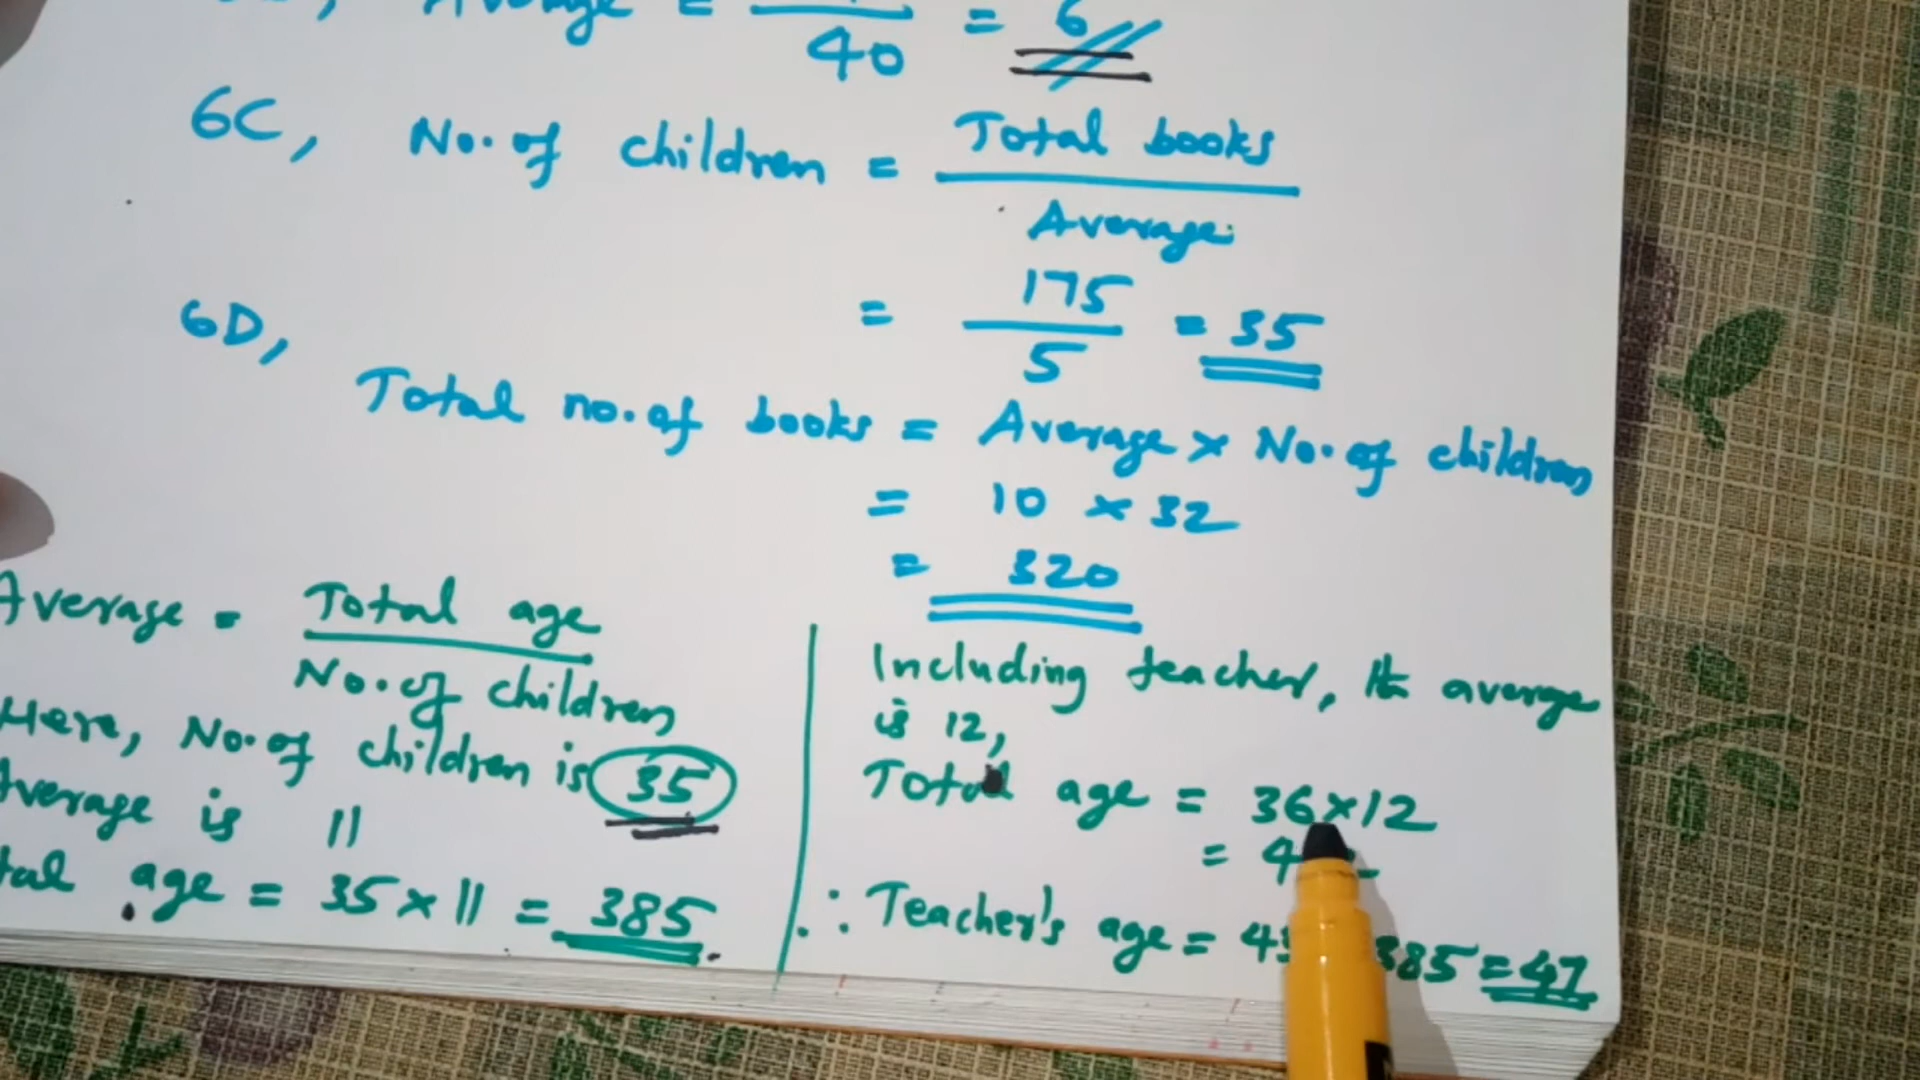 Average =
40
= 6
6C, No. of children = Total books
Average
= 175
5
= 35
6D,
Total no. of books = Average × No. of children
= 10 × 32
= 320
Average = Total age
No. of children
Here, No. of children is 35
Average is 11
age = 35 × 11 = 385
Including teacher, average
is 12,
Total age = 36×12
= 4
∴ Teacher's age = 385 = 47